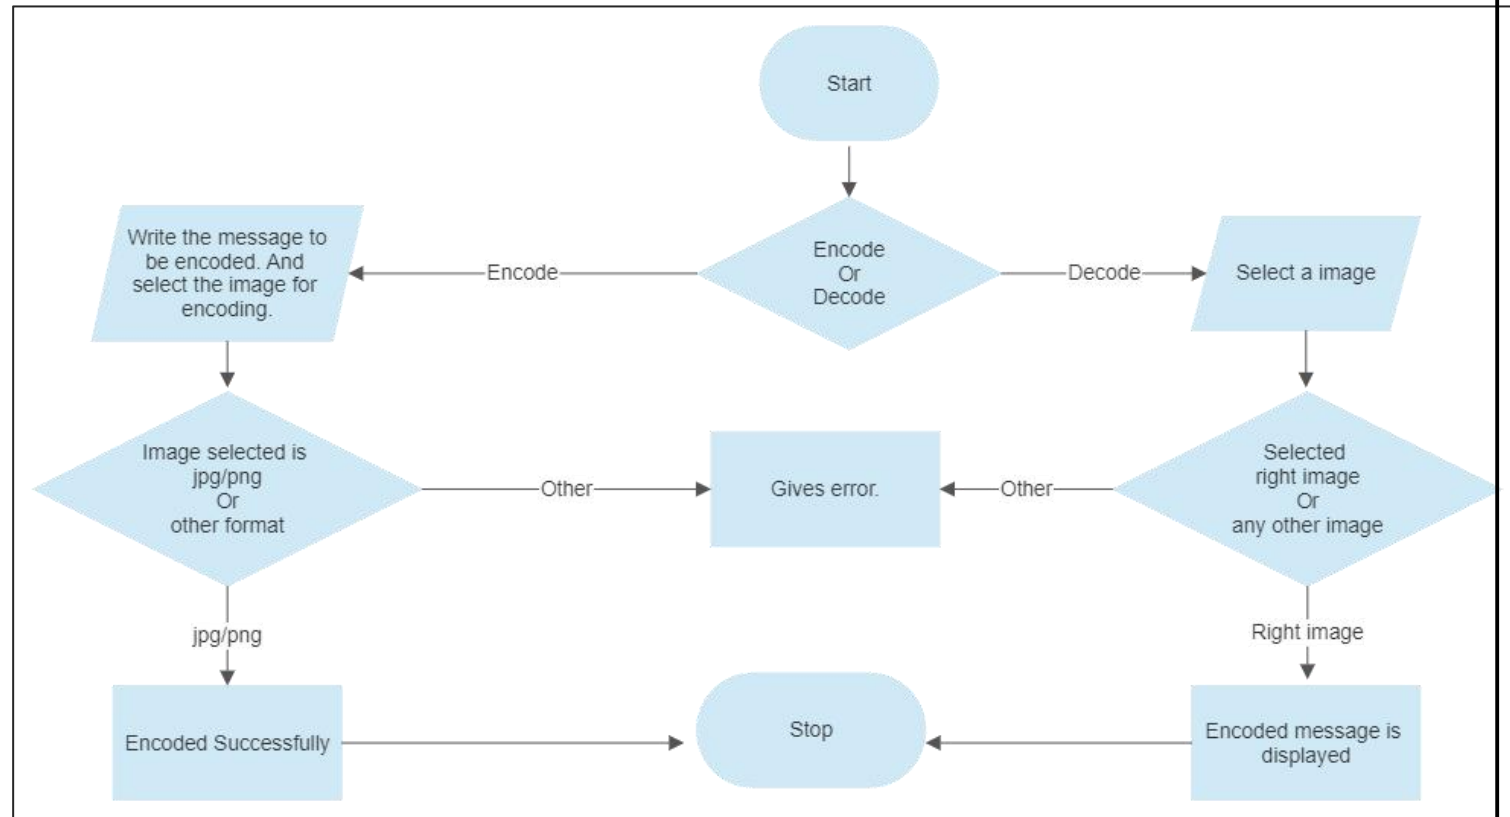 Start
Encode
Or
Decode
Encode
Decode
Write the message to
be encoded. And
select the image for
encoding.
Select a image
Image selected is
jpg/png
Or
other format
Other
Gives error.
Other
Selected
right image
Or
any other image
jpg/png
Right image
Encoded Successfully
Stop
Encoded message is
displayed